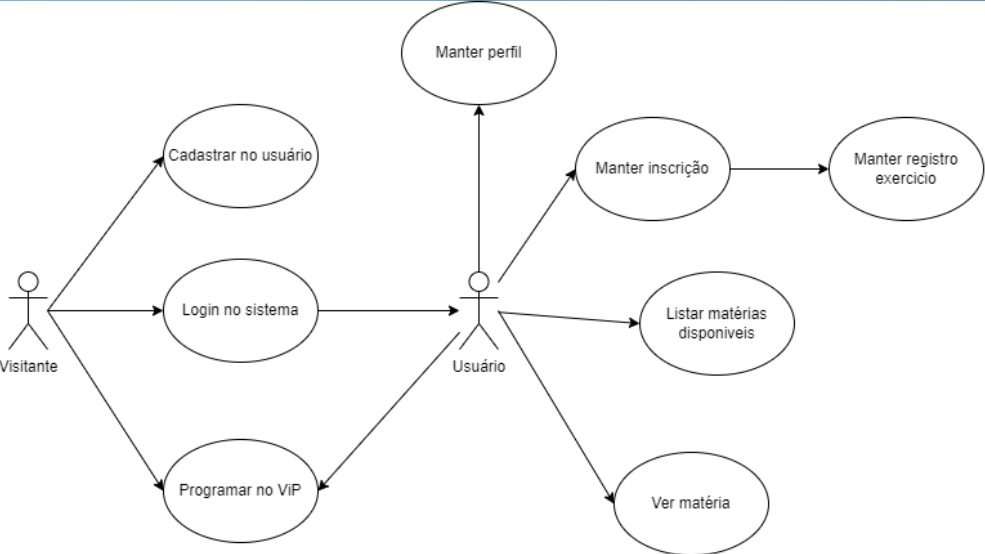 Manter perfil
Cadastrar no usuário
Manter inscrição
Manter registro
exercicio
Login no sistema
Listar matérias
disponiveis
Visitante
Usuário
Programar no ViP
Ver matéria